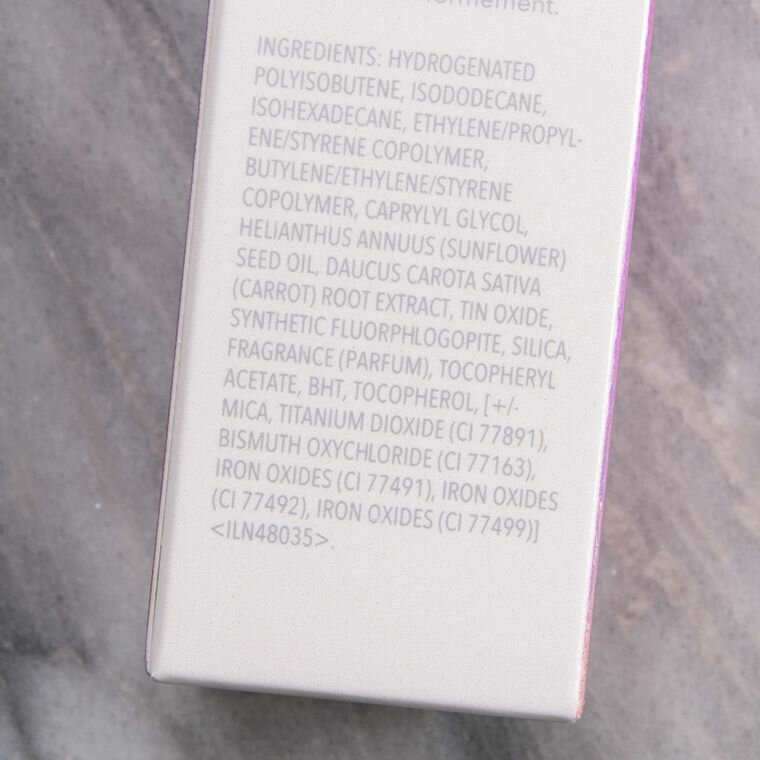 INGREDIENTS: HYDROGENATED
POLYISOBUTENE, ISODODECANE,
ISOHEXADECANE, ETHYLENE/PROPYL-
ENE/STYRENE COPOLYMER,
BUTYLENE/ETHYLENE/STYRENE
COPOLYMER, CAPRYLYL GLYCOL,
HELIANTHUS ANNUUS (SUNFLOWER)
SEED OIL, DAUCUS CAROTA SATIVA
(CARROT) ROOT EXTRACT, TIN OXIDE,
SYNTHETIC FLUORPHLOGOPITE, SILICA,
FRAGRANCE (PARFUM), TOCOPHERYL
ACETATE, BHT, TOCOPHEROL, [+/-
MICA, TITANIUM DIOXIDE (CI 77891),
BISMUTH OXYCHLORIDE (CI 77163),
IRON OXIDES (CI 77491), IRON OXIDES
(CI 77492), IRON OXIDES (CI 77499)]
<ILN48035>.